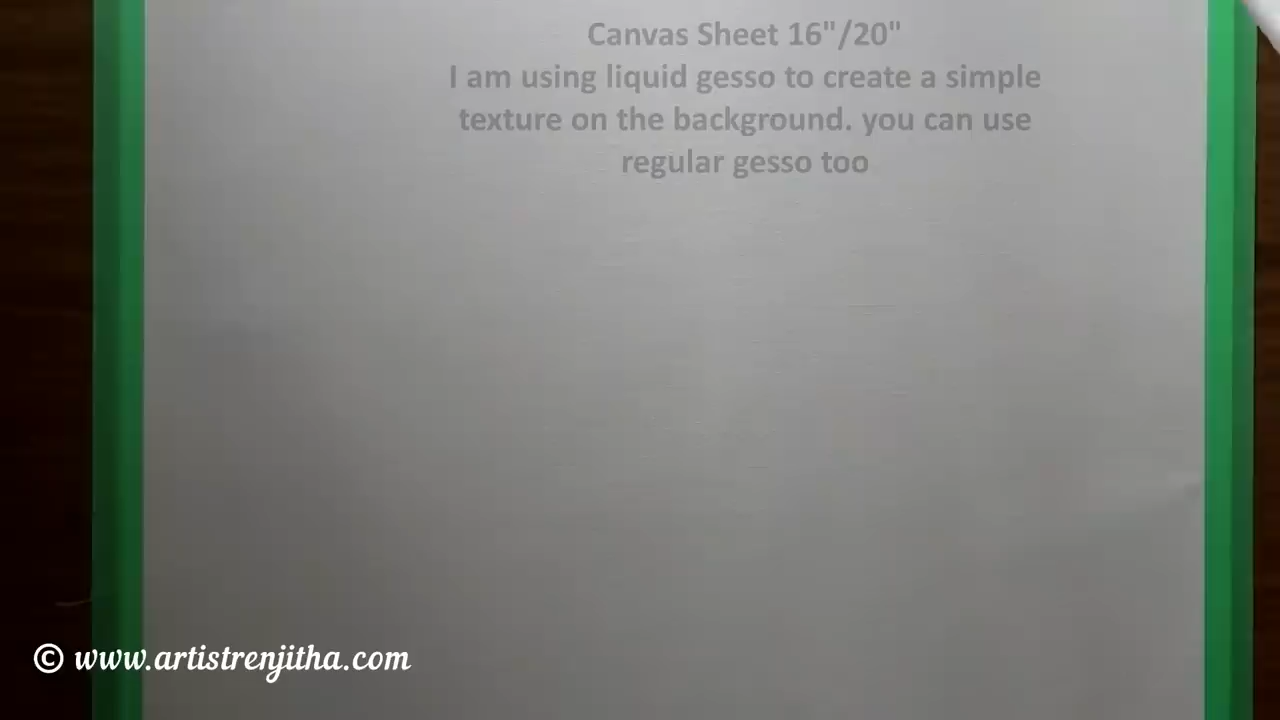 Canvas Sheet 16"/20"
I am using liquid gesso to create a simple
texture on the background. you can use
regular gesso too
© www.artistrenjitha.com